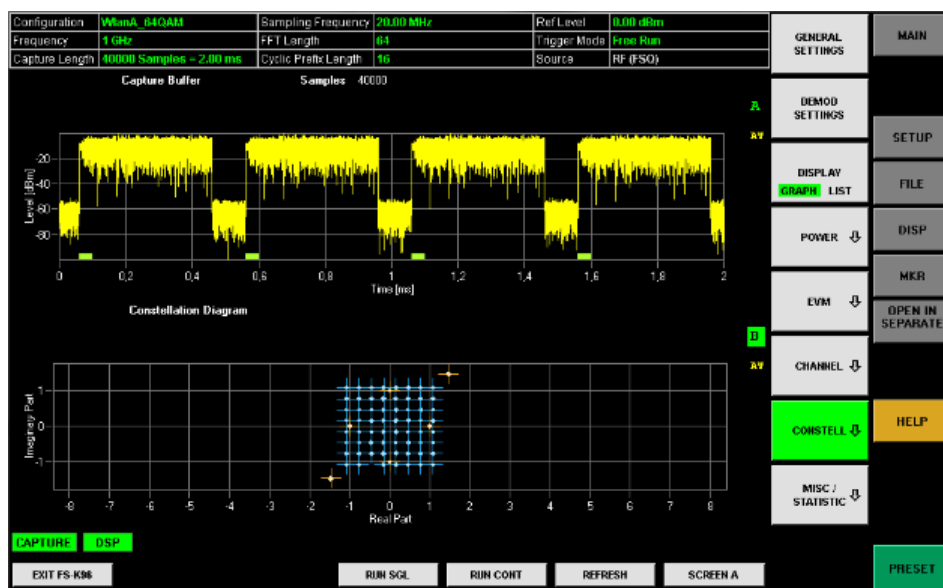 Configuration WlanA_64QAM Sampling Frequency 20.00 MHz Ref Level 0.00 dBm
Frequency 1 GHz FFT Length 64 Trigger Mode Free Run
Capture Length 40000 Samples = 2.00 ms Cyclic Prefix Length 16 Source RF (FSQ)
Capture Buffer Samples 40000
A
AV
Level [dBm]
-20
-40
-60
-80
0 0,2 0,4 0,6 0,8 1 1,2 1,4 1,6 1,8 2
Time [ms]
Constellation Diagram
B
AV
Imaginary Part
1
0
-1
-8 -7 -6 -5 -4 -3 -2 -1 0 1 2 3 4 5 6 7 8
Real Part
CAPTURE DSP
EXIT FS-K96 RUN SGL RUN CONT REFRESH SCREEN A
GENERAL
SETTINGS
DEMOD
SETTINGS
DISPLAY
GRAPH LIST
POWER
EVM
CHANNEL
CONSTELL
MISC /
STATISTIC
MAIN
SETUP
FILE
DISP
MKR
OPEN IN
SEPARATE
HELP
PRESET